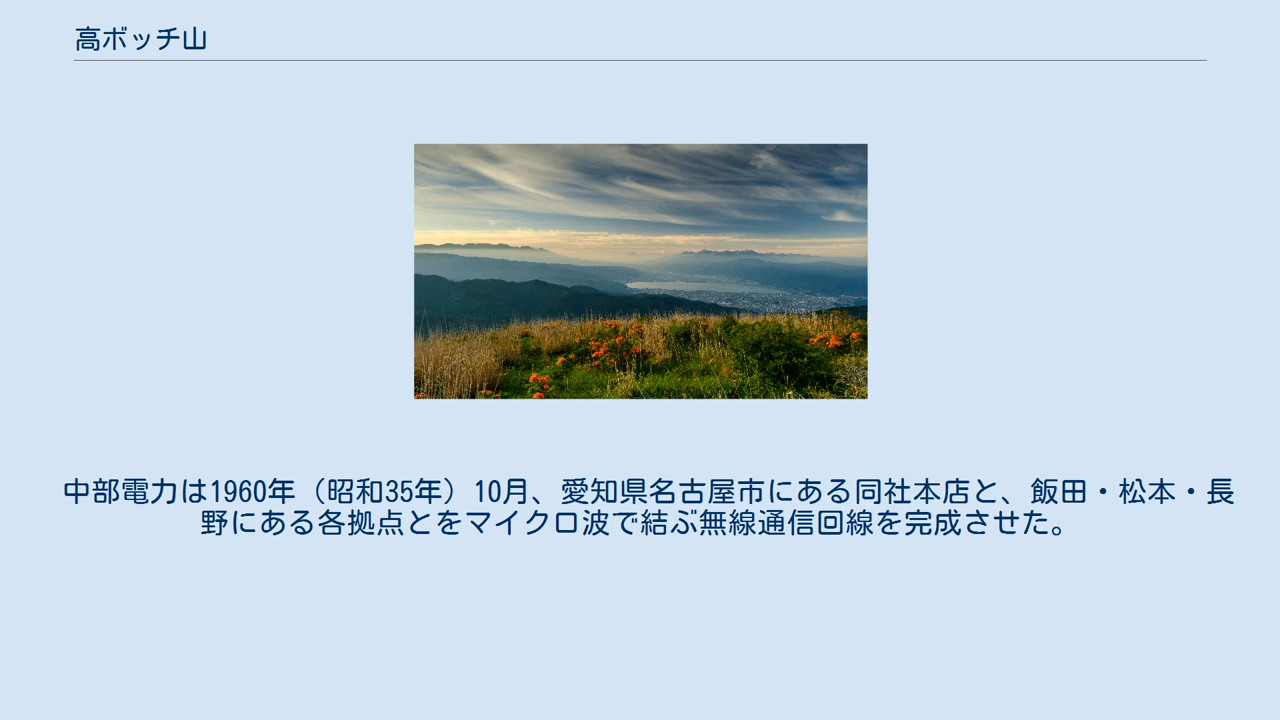 高ボッチ山
中部電力は1960年（昭和35年）10月、愛知県名古屋市にある同社本店と、飯田・松本・長
野にある各拠点とをマイクロ波で結ぶ無線通信回線を完成させた。